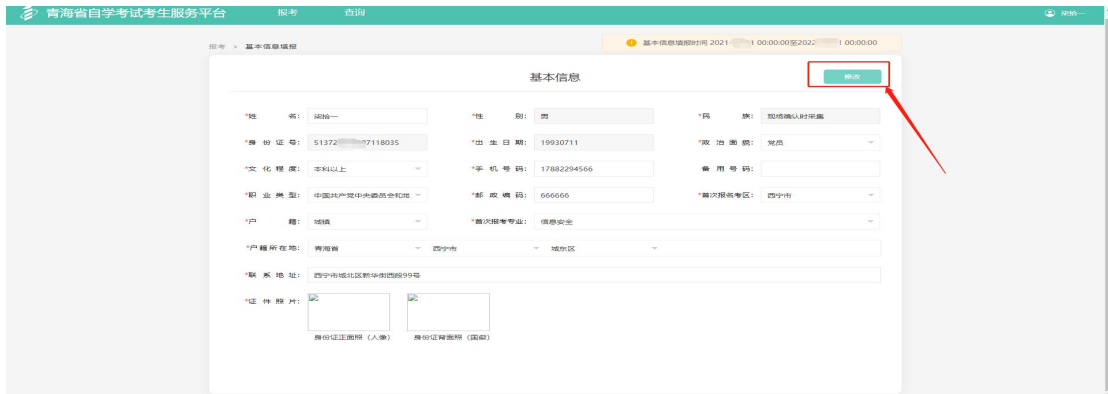 青海省自学考试考生服务平台 报考 查询 柒拾一
报考 > 基本信息填报 基本信息填报时间 2021- 1 00:00:00至2022 1 00:00:00
基本信息 修改
*姓 名: 柒拾一 *性 别: 男 *民 族: 现场确认时采集
*身 份 证 号: 51372 07118035 *出 生 日 期: 19930711 *政 治 面 貌: 党员
*文 化 程 度: 本科以上 *手 机 号 码: 17882294566 备 用 号 码:
*职 业 类 型: 中国共产党中央委员会和地 *邮 政 编 码: 666666 *首次报名考区: 西宁市
*户 籍: 城镇 *首次报考专业: 信息安全
*户籍所在地: 青海省 西宁市 城东区
*联 系 地 址: 西宁市城北区新华街西段99号
*证 件 照 片:
身份证正面照(人像) 身份证背面照(国徽)